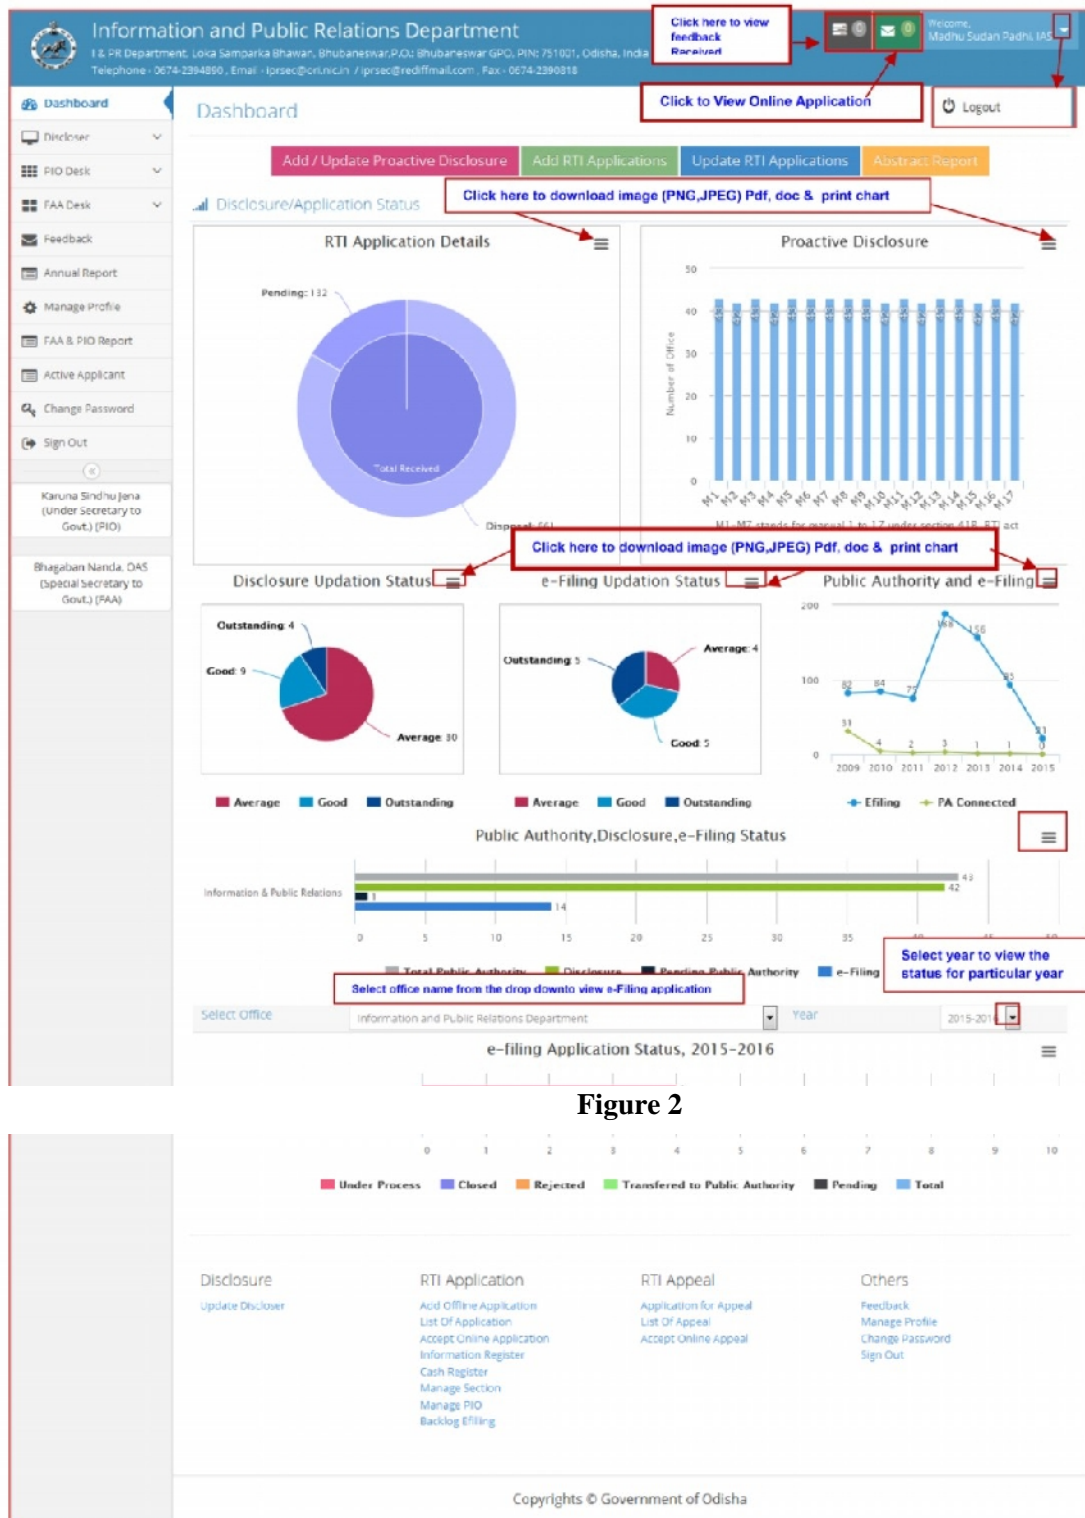 Information and Public Relations Department
I & PR Department, Loka Samparka Bhawan, Bhubaneswar,P.O.: Bhubaneswar GPO, PIN: 751001, Odisha, India
Telephone - 0674-2394890 , Email - iprsec@ori.nic.in / iprsec@rediffmail.com , Fax - 0674-2390818
Click here to view
feedback
Received
0
0
Welcome,
Madhu Sudan Padhi, IAS
Click to View Online Application
Logout
Dashboard
Discloser
PIO Desk
FAA Desk
Feedback
Annual Report
Manage Profile
FAA & PIO Report
Active Applicant
Change Password
Sign Out
Karuna Sindhu Jena
(Under Secretary to
Govt.) (PIO)
Bhagaban Nanda, OAS
(Special Secretary to
Govt.) (FAA)
Dashboard
Add / Update Proactive Disclosure
Add RTI Applications
Update RTI Applications
Abstract Report
Click here to download image (PNG,JPEG) Pdf, doc & print chart
Disclosure/Application Status
RTI Application Details
Pending: 132
Total Received
Proactive Disclosure
Number of Office
50
40
30
20
10
0
M1 M2 M3 M4 M5 M6 M7 M8 M9 M10 M11 M12 M13 M14 M15 M16 M17
Click here to download image (PNG,JPEG) Pdf, doc & print chart
Disclosure Updation Status
Outstanding: 4
Good: 9
Average: 30
Average Good Outstanding
e-Filing Updation Status
Outstanding: 5
Average: 4
Good: 5
Average Good Outstanding
Public Authority and e-Filing
200
100
0
82 84 75 188 156
4 2 3 1 1 0
2009 2010 2011 2012 2013 2014 2015
Efiling PA Connected
Public Authority,Disclosure,e-Filing Status
Information & Public Relations
43
42
1
14
0 5 10 15 20 25 30 35
Total Public Authority Disclosure Pending Public Authority e-Filing
Select year to view the
status for particular year
Select office name from the drop downto view e-Filing application
Select Office
Information and Public Relations Department
Year
2015-2016
e-filing Application Status, 2015-2016
Figure 2
0 1 2 3 4 5 6 7 8 9 10
Under Process Closed Rejected Transfered to Public Authority Pending Total
Disclosure
Update Discloser
RTI Application
Add Offline Application
List Of Application
Accept Online Application
Information Register
Cash Register
Manage Section
Manage PIO
Backlog Efilling
RTI Appeal
Application for Appeal
List Of Appeal
Accept Online Appeal
Others
Feedback
Manage Profile
Change Password
Sign Out
Copyrights © Government of Odisha